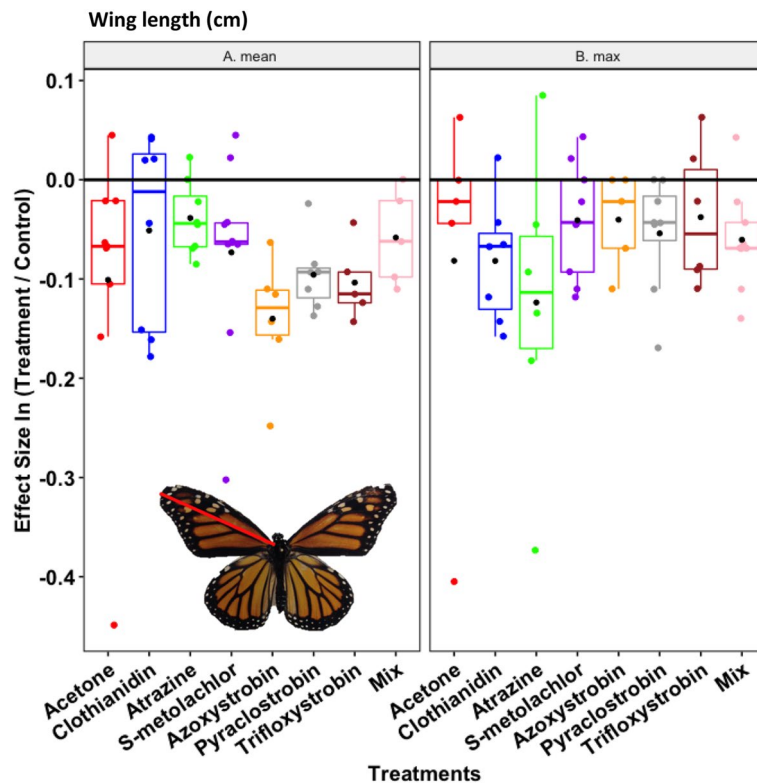 Wing length (cm)
A. mean
B. max
Effect Size ln (Treatment / Control)
0.1
0.0
-0.1
-0.2
-0.3
-0.4
Acetone
Clothianidin
Atrazine
S-metolachlor
Azoxystrobin
Pyraclostrobin
Trifloxystrobin
Mix
Acetone
Clothianidin
Atrazine
S-metolachlor
Azoxystrobin
Pyraclostrobin
Trifloxystrobin
Mix
Treatments